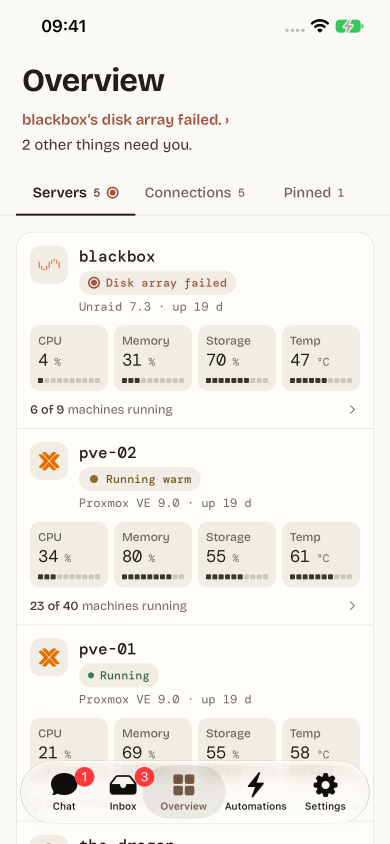 09:41
Overview
blackbox's disk array failed. ›
2 other things need you.
Servers 5 Connections 5 Pinned 1
blackbox
Disk array failed
Unraid 7.3 · up 19 d
CPU Memory Storage Temp
4 % 31 % 70 % 47 °C
6 of 9 machines running
pve-02
Running warm
Proxmox VE 9.0 · up 19 d
CPU Memory Storage Temp
34 % 80 % 55 % 61 °C
23 of 40 machines running
pve-01
Running
Proxmox VE 9.0 · up 19 d
CPU Memory Storage Temp
21 % 69 % 55 % 58 °C
1 3
Chat Inbox Overview Automations Settings